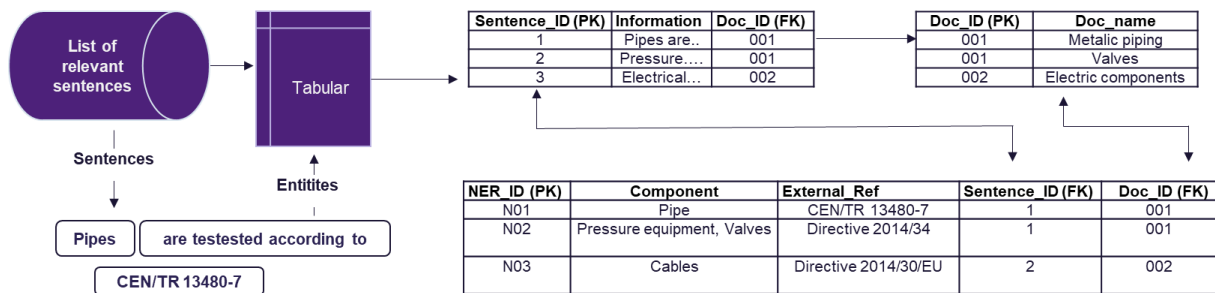 List of
relevant
sentences
Tabular
Sentences
Entitites
Pipes
are testested according to
CEN/TR 13480-7
Sentence_ID (PK) Information Doc_ID (FK)
1 Pipes are.. 001
2 Pressure.... 001
3 Electrical... 002
Doc_ID (PK) Doc_name
001 Metalic piping
001 Valves
002 Electric components
NER_ID (PK) Component External_Ref Sentence_ID (FK) Doc_ID (FK)
N01 Pipe CEN/TR 13480-7 1 001
N02 Pressure equipment, Valves Directive 2014/34 1 001
N03 Cables Directive 2014/30/EU 2 002